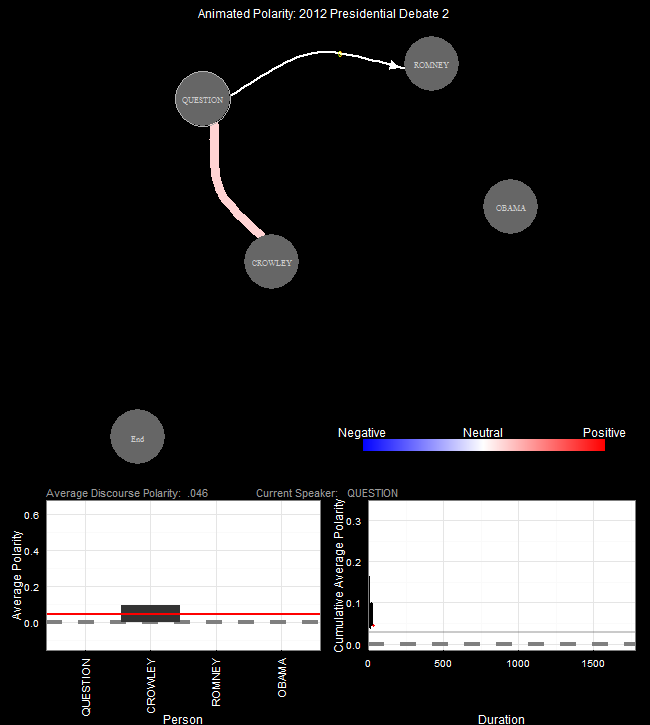 Animated Polarity: 2012 Presidential Debate 2
ROMNEY
QUESTION
OBAMA
CROWLEY
End
Negative Neutral Positive
Average Discourse Polarity: .046 Current Speaker: QUESTION
Average Polarity
0.6
0.4
0.2
0.0
QUESTION
CROWLEY
ROMNEY
OBAMA
Person
Cumulative Average Polarity
0.3
0.2
0.1
0.0
0 500 1000 1500
Duration